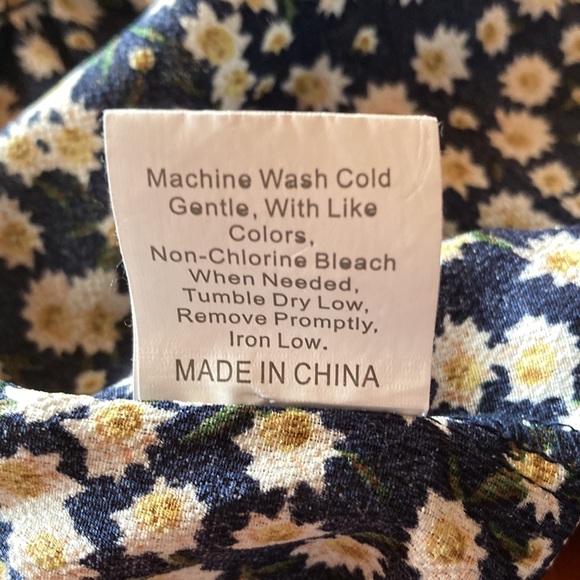 Machine Wash Cold
Gentle, With Like
Colors,
Non-Chlorine Bleach
When Needed,
Tumble Dry Low,
Remove Promptly,
Iron Low.
MADE IN CHINA